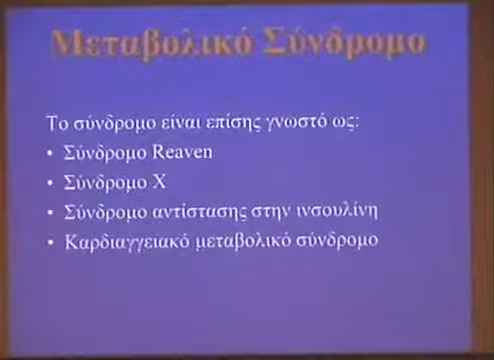 Μεταβολικό Σύνδρομο
Το σύνδρομο είναι επίσης γνωστό ως:
• Σύνδρομο Reaven
• Σύνδρομο Χ
• Σύνδρομο αντίστασης στην ινσουλίνη
• Καρδιαγγειακό μεταβολικό σύνδρομο